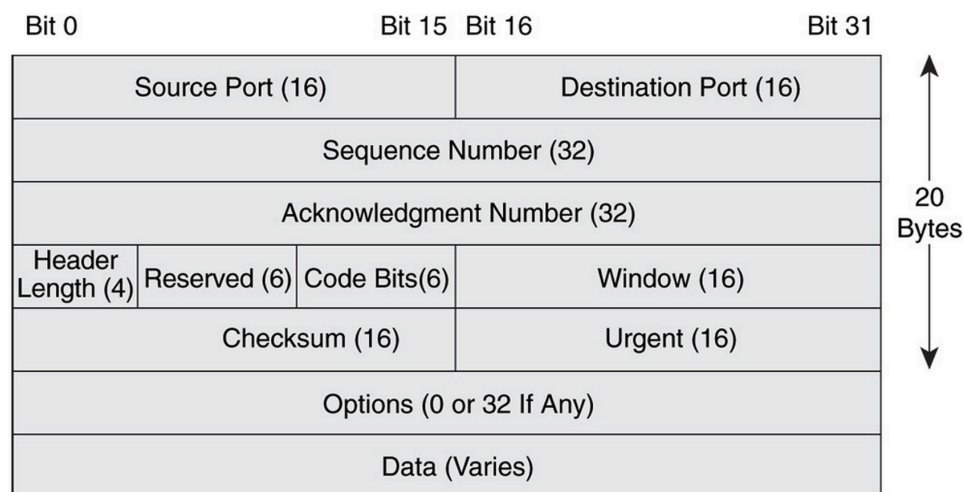 Bit 0 Bit 15 Bit 16 Bit 31
Source Port (16) Destination Port (16)
Sequence Number (32)
Acknowledgment Number (32)
20
Bytes
Header
Length (4) Reserved (6) Code Bits(6) Window (16)
Checksum (16) Urgent (16)
Options (0 or 32 If Any)
Data (Varies)